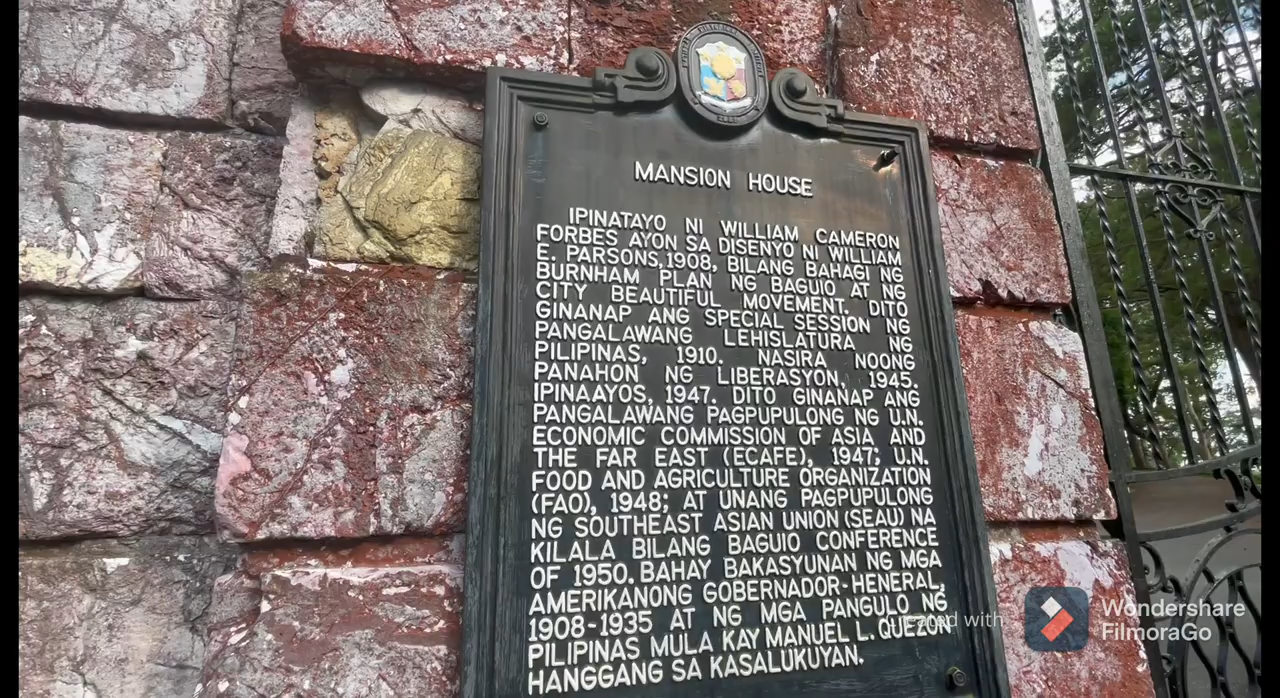 MANSION HOUSE
IPINATAYO NI WILLIAM CAMERON
FORBES AYON SA DISENYO NI WILLIAM
E. PARSONS, 1908, BILANG BAHAGI NG
BURNHAM PLAN NG BAGUIO AT NG
CITY BEAUTIFUL MOVEMENT. DITO
GINANAP ANG SPECIAL SESSION NG
PANGALAWANG LEHISLATURA NG
PILIPINAS, 1910. NASIRA NOONG
PANAHON NG LIBERASYON, 1945.
IPINAAYOS, 1947. DITO GINANAP ANG
PANGALAWANG PAGPUPULONG NG U.N.
ECONOMIC COMMISSION OF ASIA AND
THE FAR EAST (ECAFE), 1947; U.N.
FOOD AND AGRICULTURE ORGANIZATION
(FAO), 1948; AT UNANG PAGPUPULONG
NG SOUTHEAST ASIAN UNION (SEAU) NA
KILALA BILANG BAGUIO CONFERENCE
OF 1950. BAHAY BAKASYUNAN NG MGA
AMERIKANONG GOBERNADOR-HENERAL,
1908-1935 AT NG MGA PANGULO NG
PILIPINAS MULA KAY MANUEL L. QUEZON
HANGGANG SA KASALUKUYAN.
created with
Wondershare
FilmoraGo